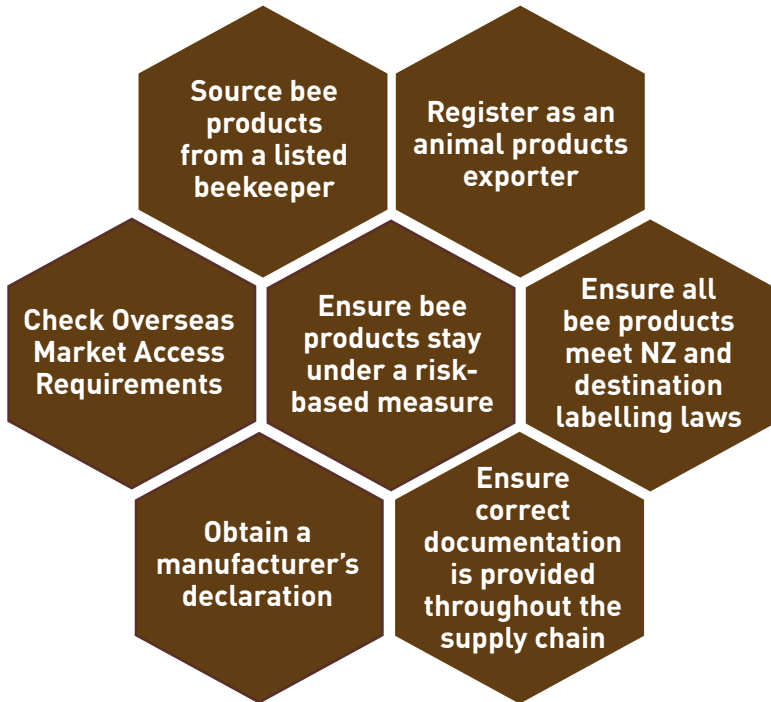 Source bee
products
from a listed
beekeeper
Register as an
animal products
exporter
Check Overseas
Market Access
Requirements
Ensure bee
products stay
under a risk-
based measure
Ensure all
bee products
meet NZ and
destination
labelling laws
Obtain a
manufacturer’s
declaration
Ensure
correct
documentation
is provided
throughout the
supply chain